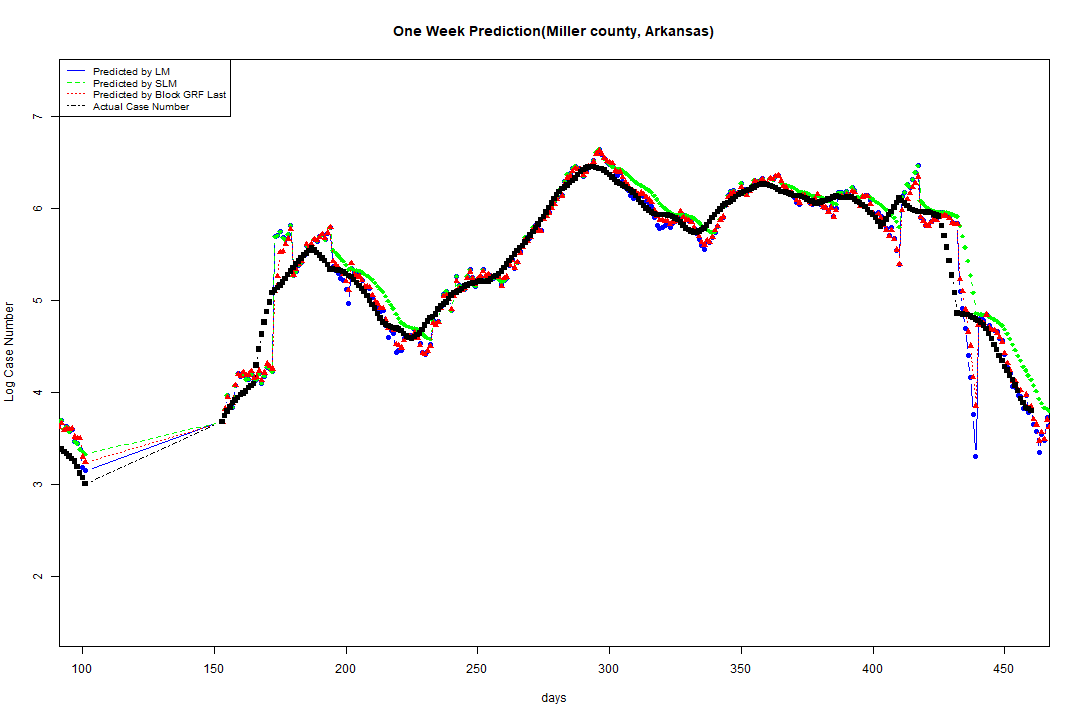 One Week Prediction(Miller county, Arkansas)
Predicted by LM
Predicted by SLM
Predicted by Block GRF Last
Actual Case Number
Log Case Number
7
6
5
4
3
2
100 150 200 250 300 350 400 450
days